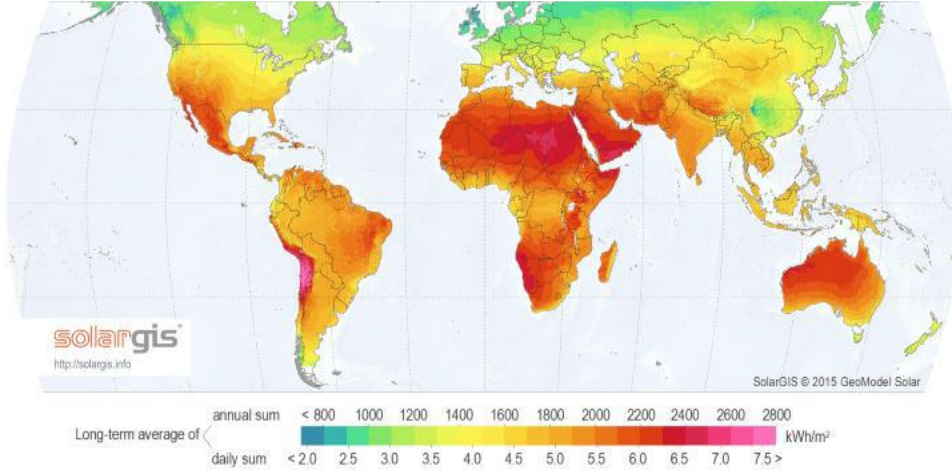 solargis
http://solargis.info
SolarGIS © 2015 GeoModel Solar
Long-term average of
annual sum < 800 1000 1200 1400 1600 1800 2000 2200 2400 2600 2800 kWh/m²
daily sum < 2.0 2.5 3.0 3.5 4.0 4.5 5.0 5.5 6.0 6.5 7.0 7.5 >